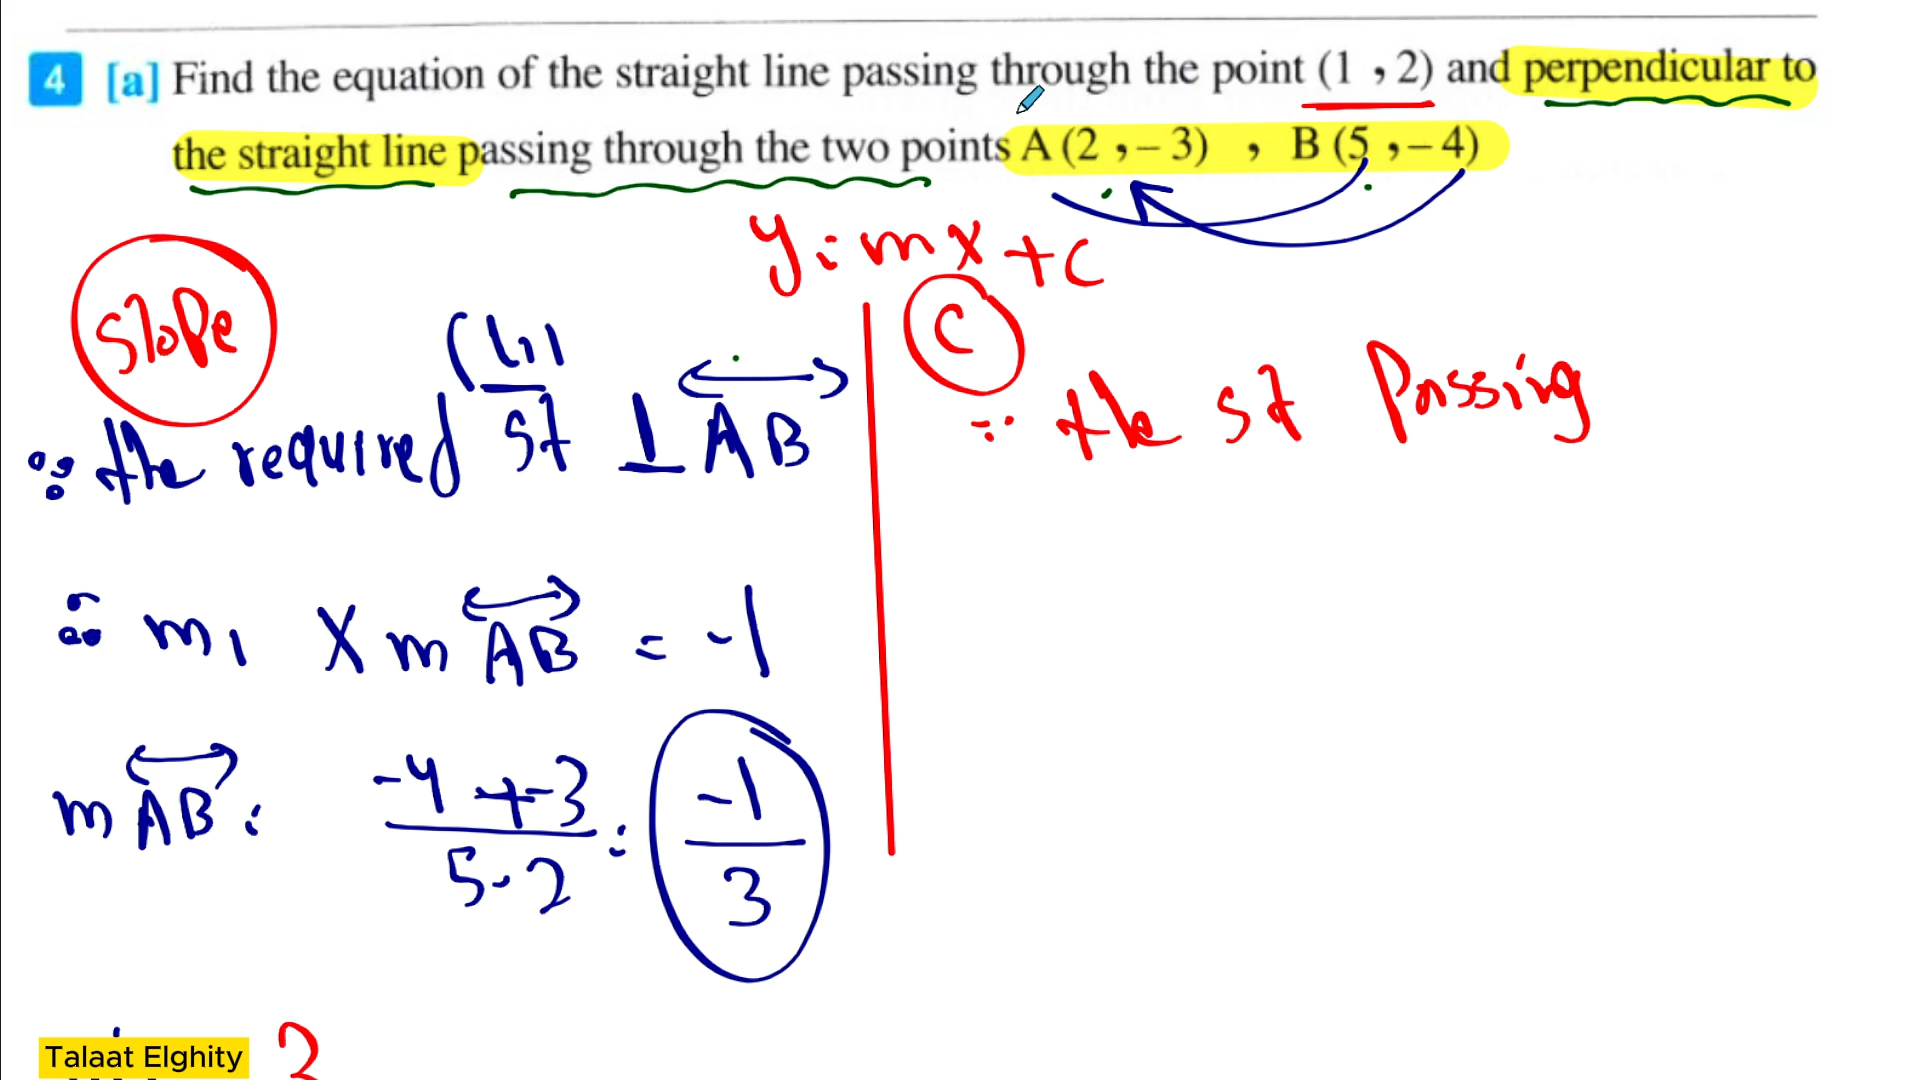 4 [a] Find the equation of the straight line passing through the point (1 , 2) and perpendicular to
the straight line passing through the two points A (2 , – 3) , B (5 , – 4)
y = mx + c
Slope
(L1)
C
∵ the required st ⊥ AB
∵ the st Passing
∴ m1 × m AB = -1
m AB = -4 + -3 / 5 - 2 = -1 / 3
3
Talaat Elghity